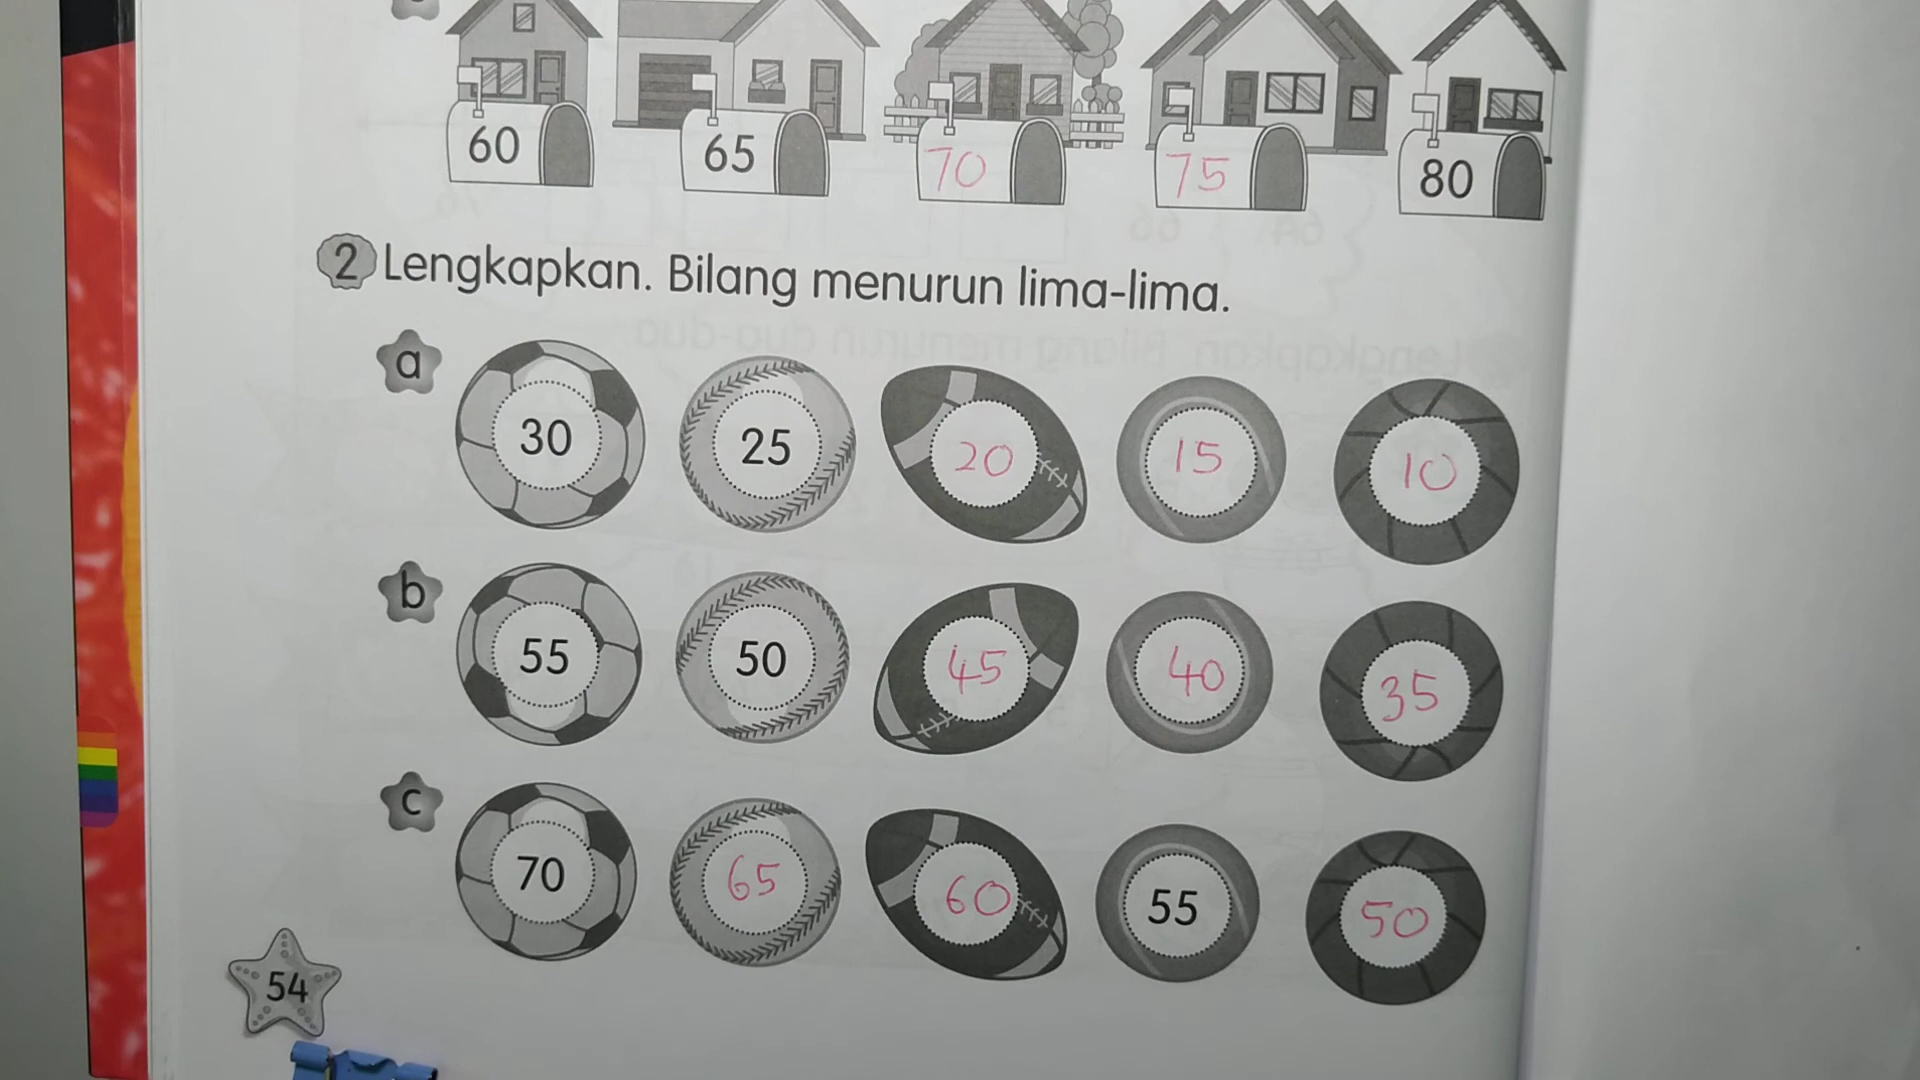 60 65 70 75 80
2 Lengkapkan. Bilang menurun lima-lima.
a 30 25 20 15 10
b 55 50 45 40 35
c 70 65 60 55 50
54